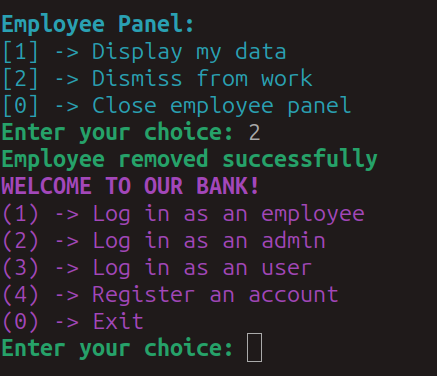 Employee Panel:
[1] -> Display my data
[2] -> Dismiss from work
[0] -> Close employee panel
Enter your choice: 2
Employee removed successfully
WELCOME TO OUR BANK!
(1) -> Log in as an employee
(2) -> Log in as an admin
(3) -> Log in as an user
(4) -> Register an account
(0) -> Exit
Enter your choice: